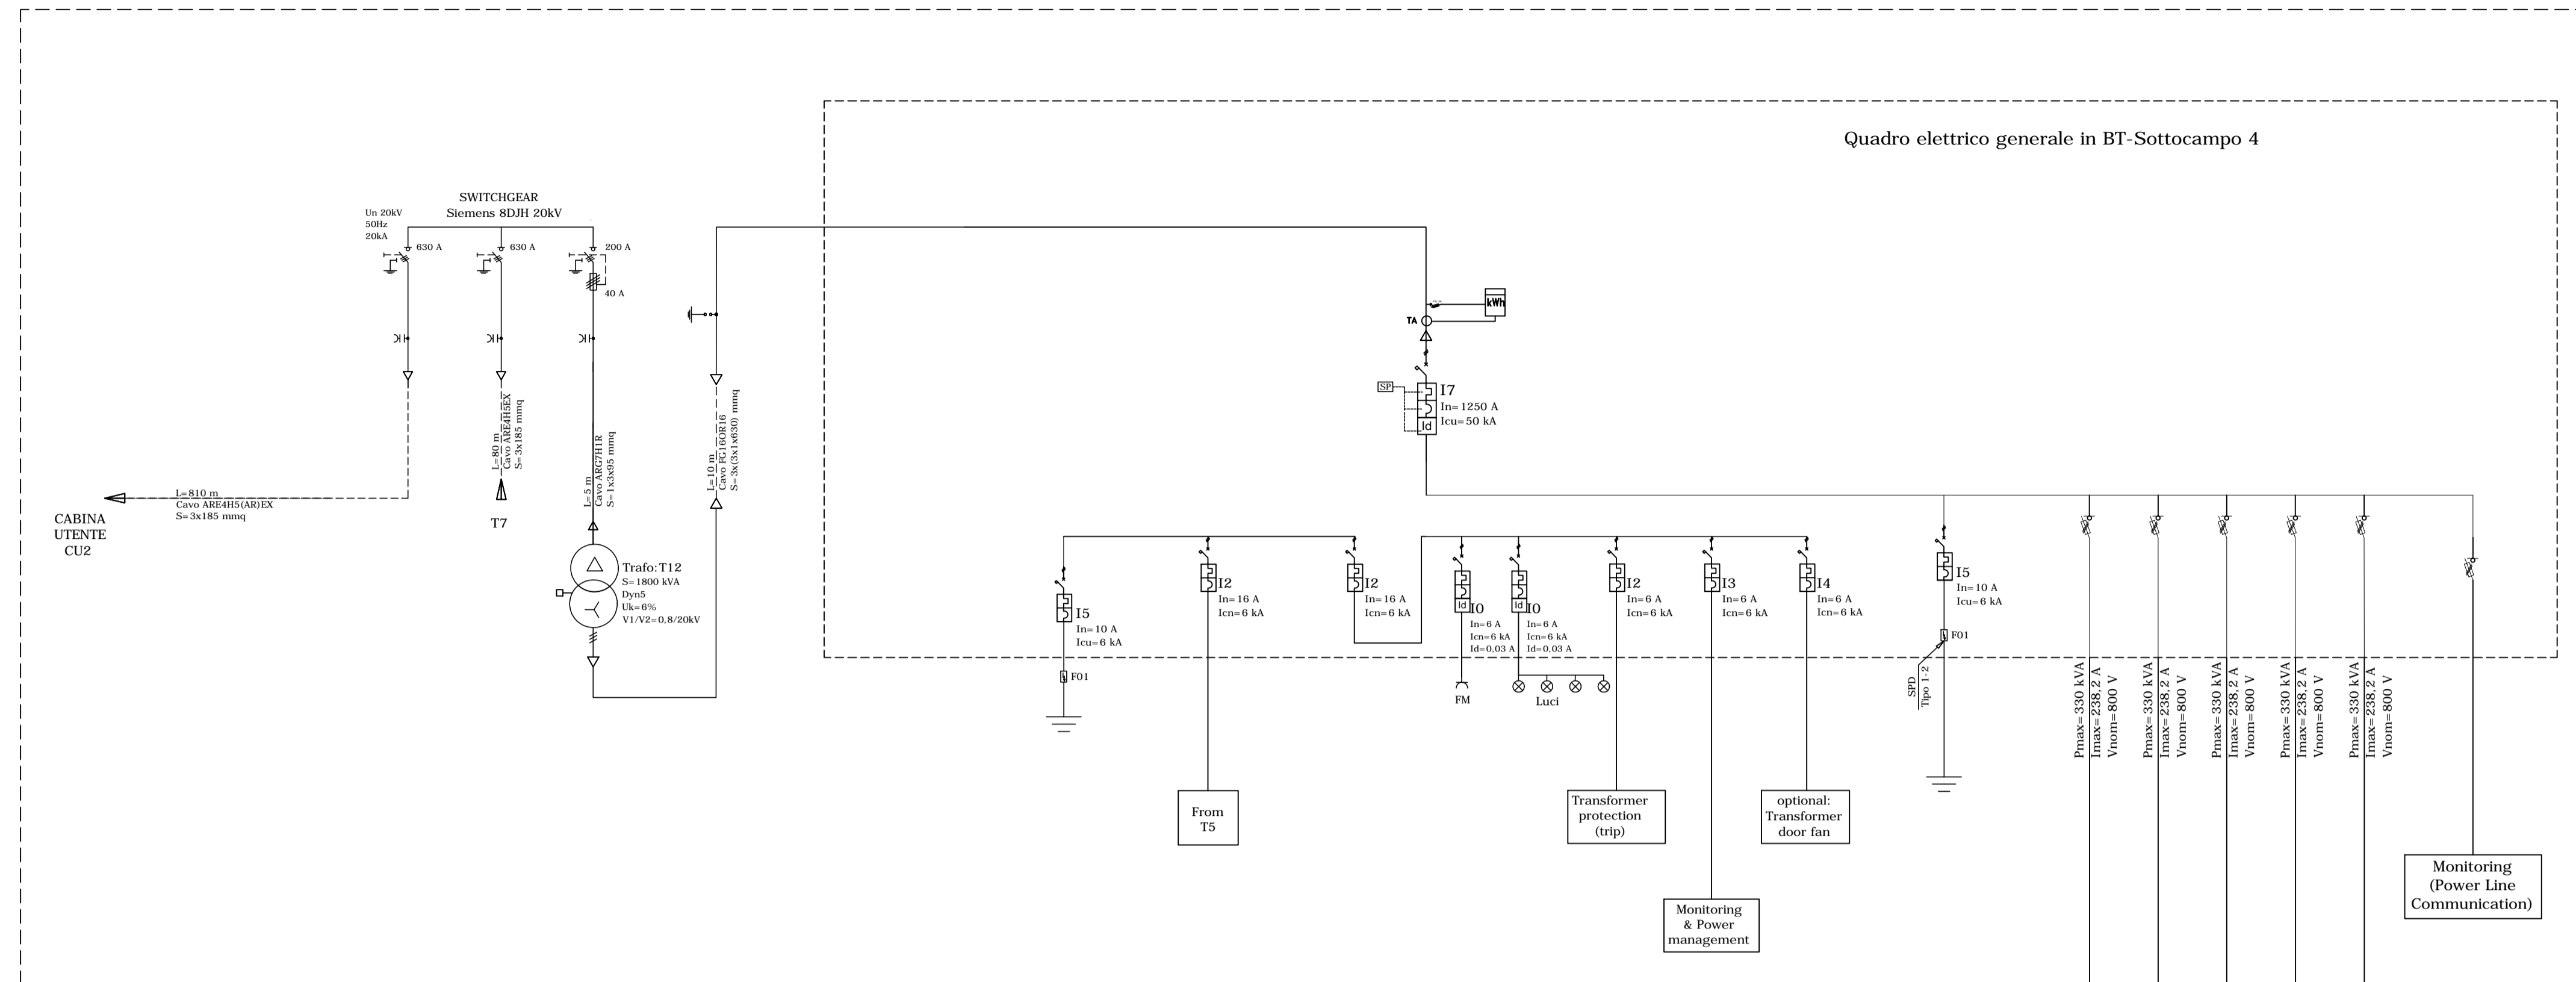 Quadro elettrico generale in BT-Sottocampo 4
SWITCHGEAR
Siemens 8DJH 20kV
Un 20kV
50Hz
20kA
630 A
630 A
200 A
40 A
L=810 m
Cavo ARE4H5(AR)EX
S=3x185 mmq
CABINA
UTENTE
CU2
L=80 m
Cavo ARE4H5EX
S=3x185 mmq
T7
L=5 m
Cavo ARG7H1R
S=1x3x95 mmq
L=10 m
Cavo FG16OR16
S=3x(3x1x630) mmq
Trafo:T12
S=1800 kVA
Dyn5
Uk=6%
V1/V2=0,8/20kV
kWh
TA
SP
I7
In=1250 A
Icu=50 kA
Id
I5
In=10 A
Icu=6 kA
F01
I2
In=16 A
Icn=6 kA
From
T5
I2
In=16 A
Icn=6 kA
Id
I0
In=6 A
Icn=6 kA
Id=0,03 A
FM
Id
I0
In=6 A
Icn=6 kA
Id=0,03 A
Luci
I2
In=6 A
Icn=6 kA
Transformer
protection
(trip)
I3
In=6 A
Icn=6 kA
Monitoring
& Power
management
I4
In=6 A
Icn=6 kA
optional:
Transformer
door fan
I5
In=10 A
Icu=6 kA
F01
SPD
Tipo 1-2
Pmax=330 kVA
Imax=238,2 A
Vnom=800 V
Pmax=330 kVA
Imax=238,2 A
Vnom=800 V
Pmax=330 kVA
Imax=238,2 A
Vnom=800 V
Pmax=330 kVA
Imax=238,2 A
Vnom=800 V
Pmax=330 kVA
Imax=238,2 A
Vnom=800 V
Monitoring
(Power Line
Communication)